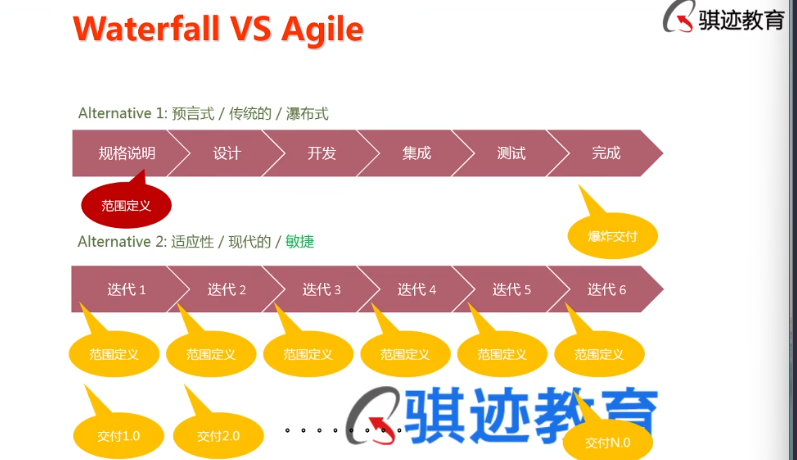 Waterfall VS Agile
骐迹教育
Alternative 1: 预言式 / 传统的 / 瀑布式
规格说明 设计 开发 集成 测试 完成
范围定义
爆炸交付
Alternative 2: 适应性 / 现代的 / 敏捷
迭代 1 迭代 2 迭代 3 迭代 4 迭代 5 迭代 6
范围定义 范围定义 范围定义 范围定义 范围定义 范围定义
骐迹教育
交付1.0 交付2.0 。。。。。。。。 交付N.0